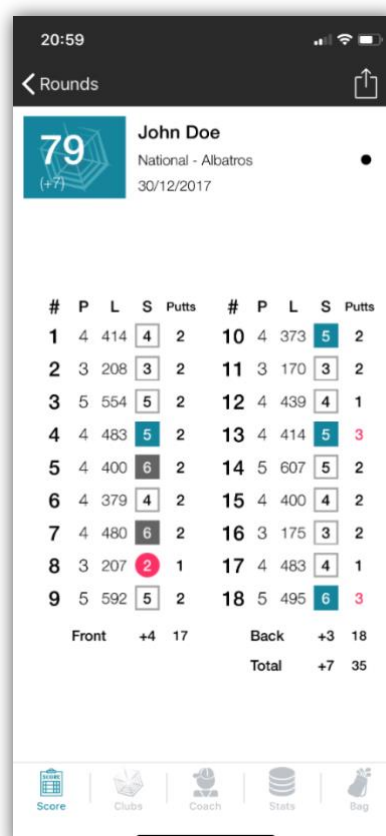 20:59
Rounds
79
(+7)
John Doe
National - Albatros
30/12/2017
# P L S Putts # P L S Putts
1 4 414 4 2 10 4 373 5 2
2 3 208 3 2 11 3 170 3 2
3 5 554 5 2 12 4 439 4 1
4 4 483 5 2 13 4 414 5 3
5 4 400 6 2 14 5 607 5 2
6 4 379 4 2 15 4 400 4 2
7 4 480 6 2 16 3 175 3 2
8 3 207 2 1 17 4 483 4 1
9 5 592 5 2 18 5 495 6 3
Front +4 17 Back +3 18
Total +7 35
SCORE
Score Clubs Coach Stats Bag